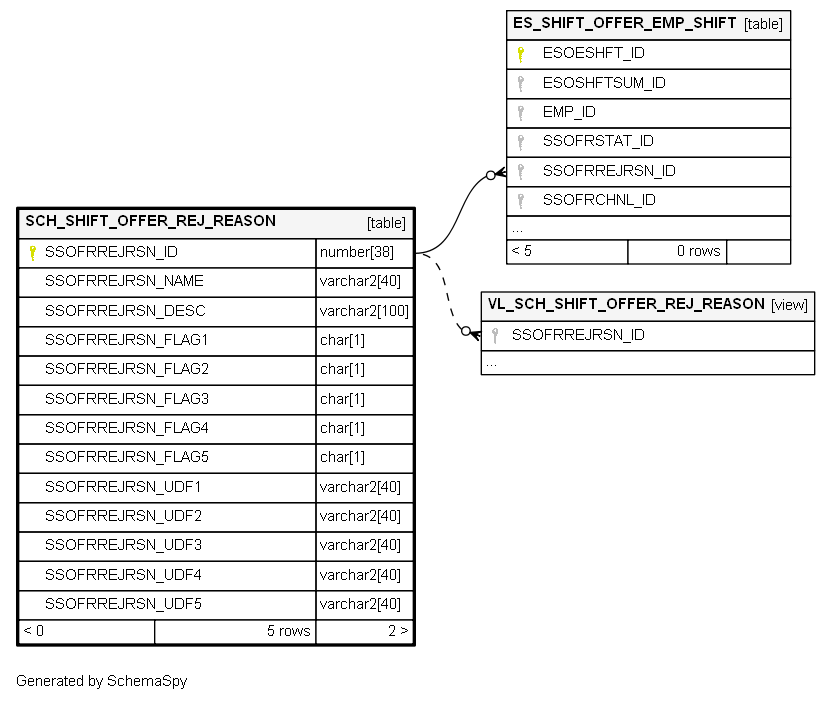 ES_SHIFT_OFFER_EMP_SHIFT [table]
ESOESHFT_ID
ESOSHFTSUM_ID
EMP_ID
SSOFRSTAT_ID
SSOFRREJRSN_ID
SSOFRCHNL_ID
...
< 5 0 rows
SCH_SHIFT_OFFER_REJ_REASON [table]
SSOFRREJRSN_ID number[38]
SSOFRREJRSN_NAME varchar2[40]
SSOFRREJRSN_DESC varchar2[100]
SSOFRREJRSN_FLAG1 char[1]
SSOFRREJRSN_FLAG2 char[1]
SSOFRREJRSN_FLAG3 char[1]
SSOFRREJRSN_FLAG4 char[1]
SSOFRREJRSN_FLAG5 char[1]
SSOFRREJRSN_UDF1 varchar2[40]
SSOFRREJRSN_UDF2 varchar2[40]
SSOFRREJRSN_UDF3 varchar2[40]
SSOFRREJRSN_UDF4 varchar2[40]
SSOFRREJRSN_UDF5 varchar2[40]
< 0 5 rows 2 >
VL_SCH_SHIFT_OFFER_REJ_REASON [view]
SSOFRREJRSN_ID
...
Generated by SchemaSpy